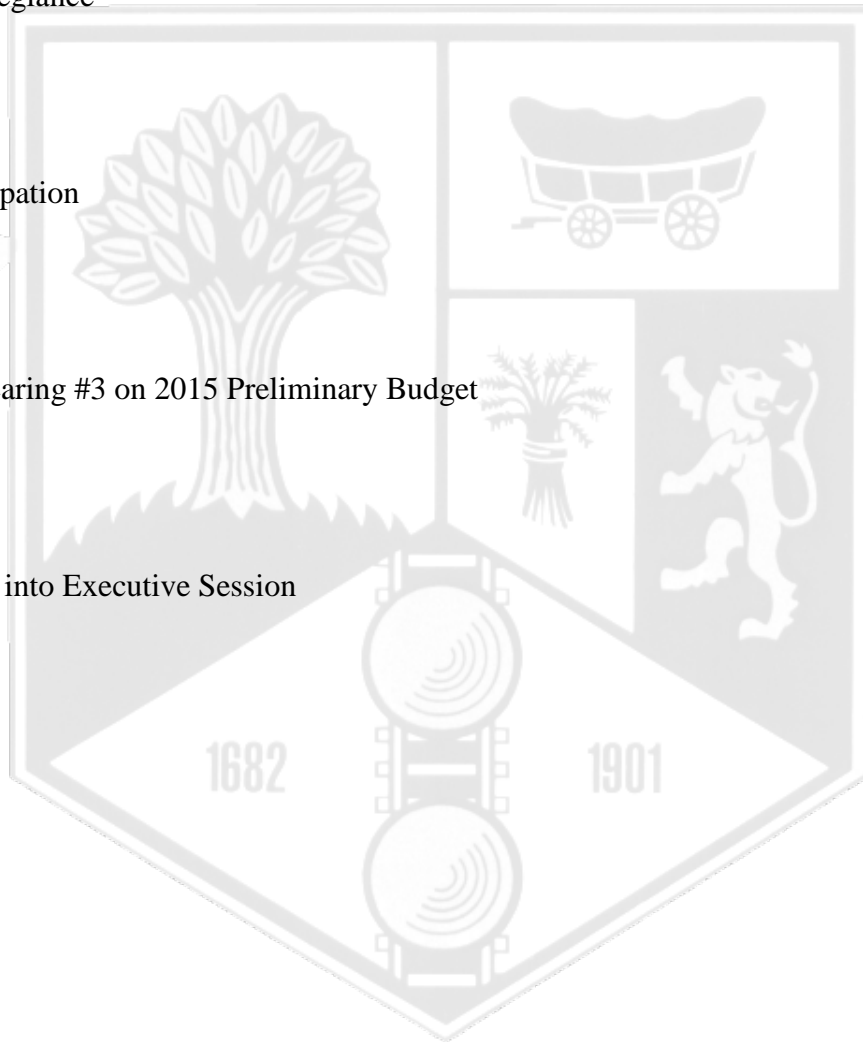 egiance
pation
aring #3 on 2015 Preliminary Budget
into Executive Session
1682
1901